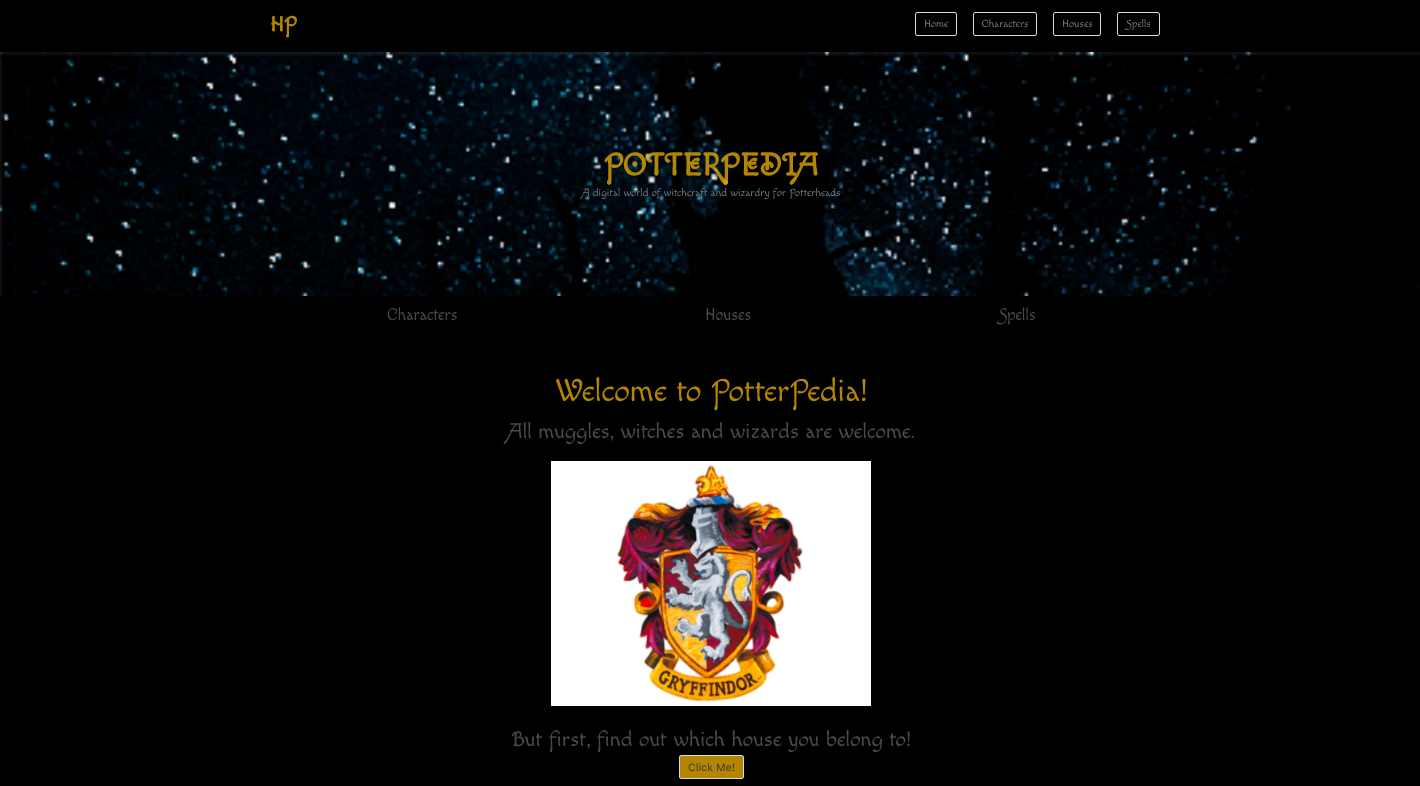 HP
Home Characters Houses Spells
POTTERPEDIA
A digital world of witchcraft and wizardry for Potterheads
Characters Houses Spells
Welcome to PotterPedia!
All muggles, witches and wizards are welcome.
GRYFFINDOR
But first, find out which house you belong to!
Click Me!